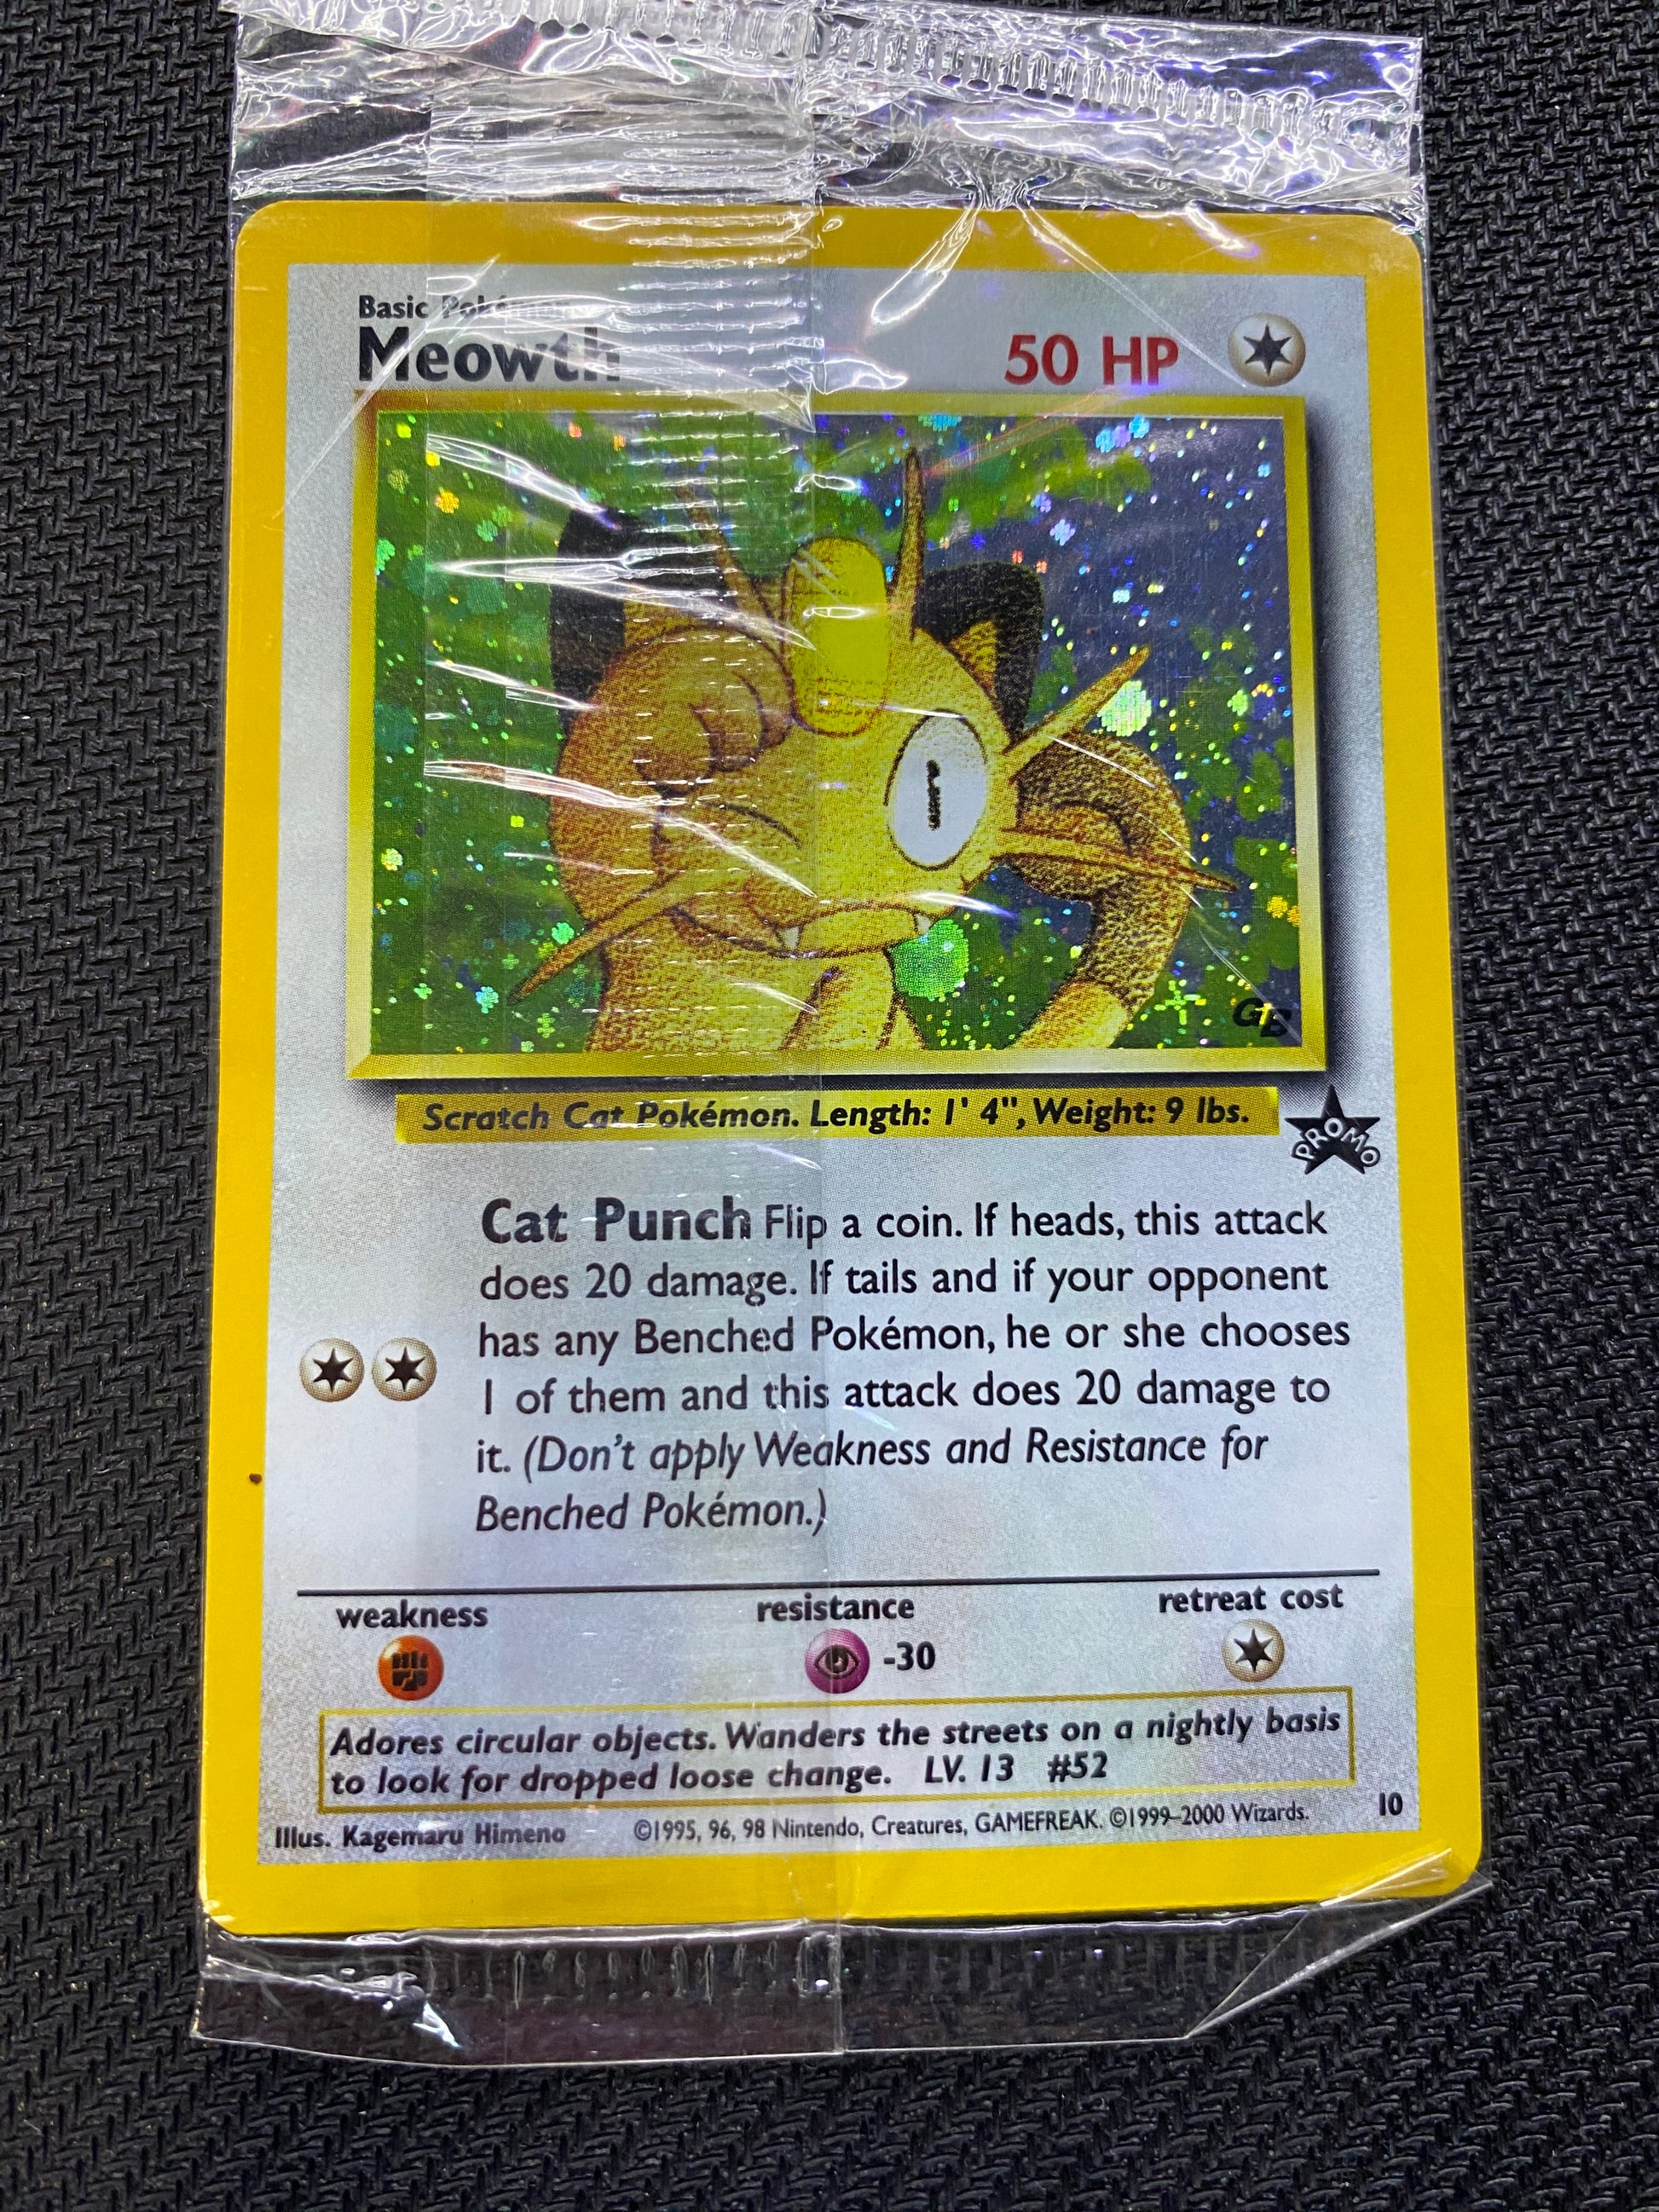 Basic Pokémon
Meowth
50 HP
GB
Scratch Cat Pokémon. Length: 1' 4", Weight: 9 lbs.
PROMO
Cat Punch Flip a coin. If heads, this attack
does 20 damage. If tails and if your opponent
has any Benched Pokémon, he or she chooses
1 of them and this attack does 20 damage to
it. (Don't apply Weakness and Resistance for
Benched Pokémon.)
weakness resistance retreat cost
-30
Adores circular objects. Wanders the streets on a nightly basis
to look for dropped loose change. LV. 13 #52
Illus. Kagemaru Himeno ©1995, 96, 98 Nintendo, Creatures, GAMEFREAK. ©1999-2000 Wizards. 10